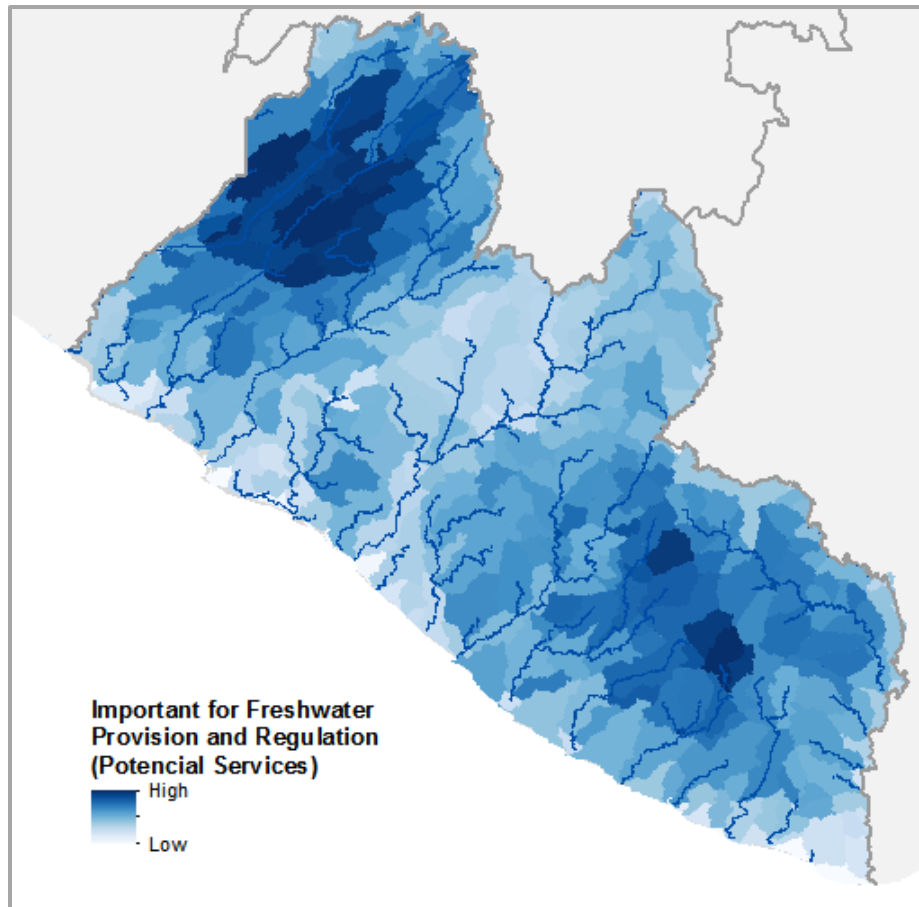 Important for Freshwater
Provision and Regulation
(Potencial Services)
High
Low